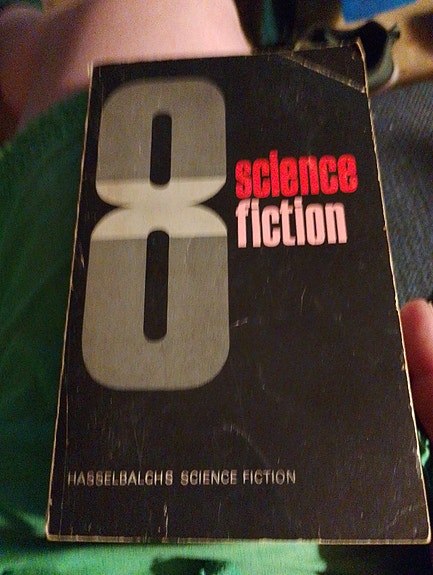 8
science
fiction
HASSELBALCHS SCIENCE FICTION